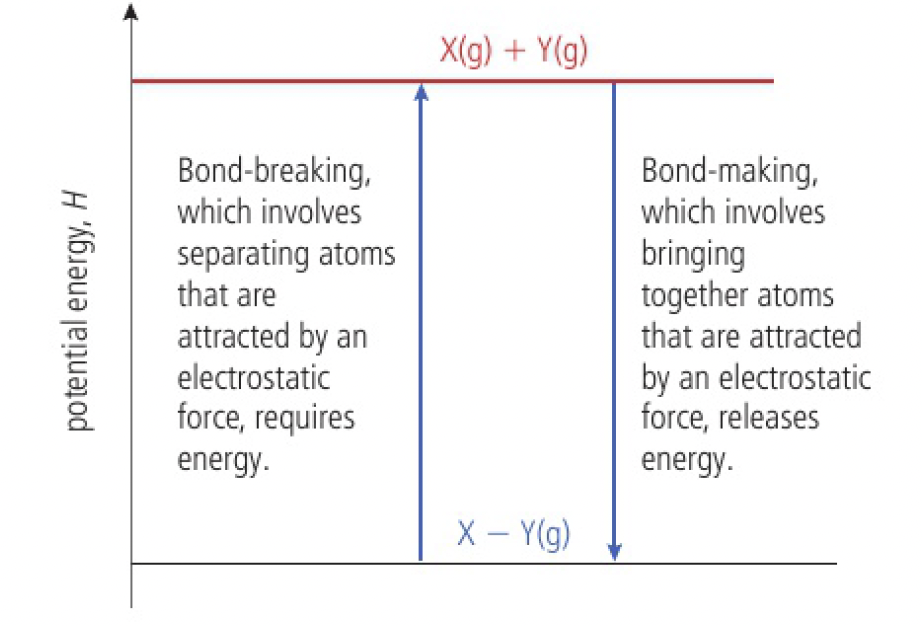 X(g) + Y(g)
potential energy, H
Bond-breaking,
which involves
separating atoms
that are
attracted by an
electrostatic
force, requires
energy.
Bond-making,
which involves
bringing
together atoms
that are attracted
by an electrostatic
force, releases
energy.
X — Y(g)